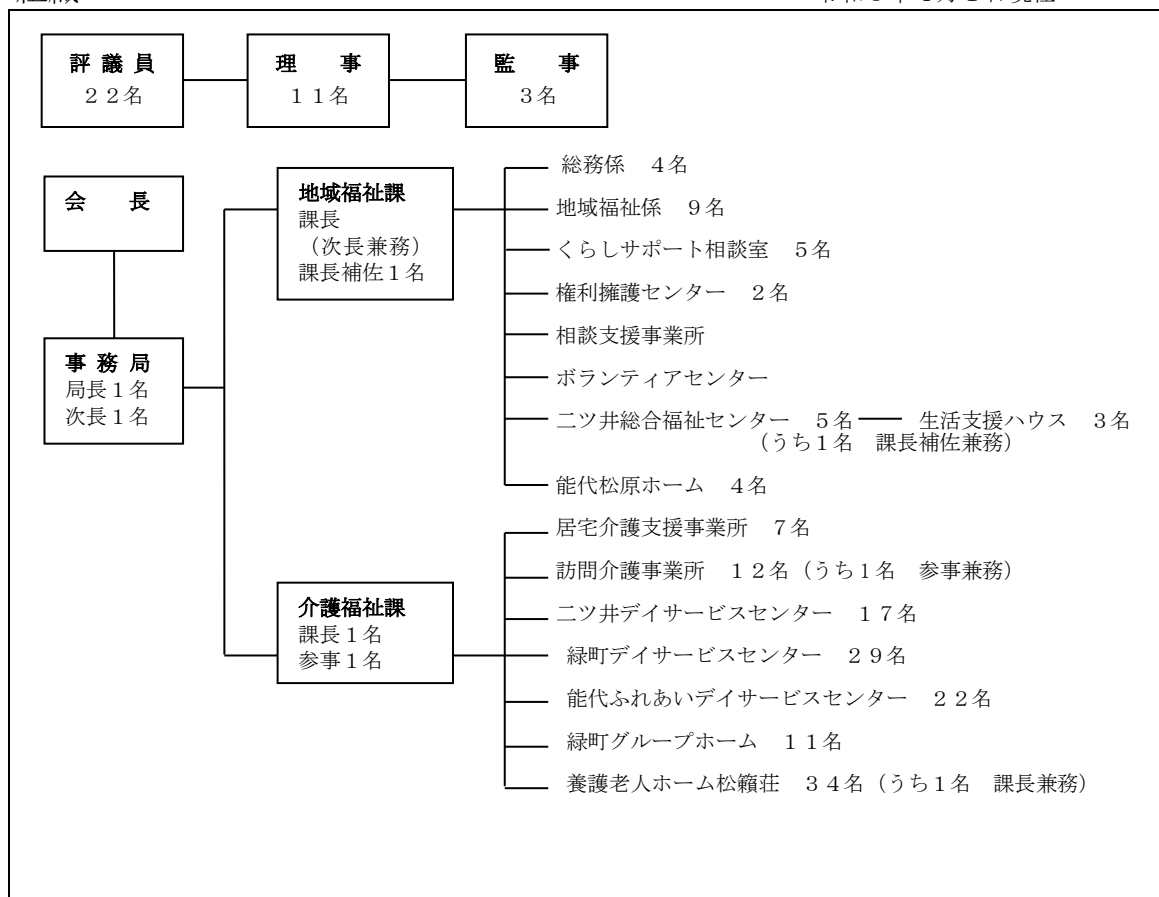 評 議 員
２２名
理　事
１１名
監　事
３名
会　長
事 務 局
局長１名
次長１名
地域福祉課
課長
（次長兼務）
課長補佐１名
総務係　４名
地域福祉係　９名
くらしサポート相談室　５名
権利擁護センター　２名
相談支援事業所
ボランティアセンター
二ツ井総合福祉センター　５名　生活支援ハウス　３名
（うち１名　課長補佐兼務）
能代松原ホーム　４名
介護福祉課
課長１名
参事１名
居宅介護支援事業所　７名
訪問介護事業所　１２名（うち１名　参事兼務）
二ツ井デイサービスセンター　１７名
緑町デイサービスセンター　２９名
能代ふれあいデイサービスセンター　２２名
緑町グループホーム　１１名
養護老人ホーム松籟荘　３４名（うち１名　課長兼務）